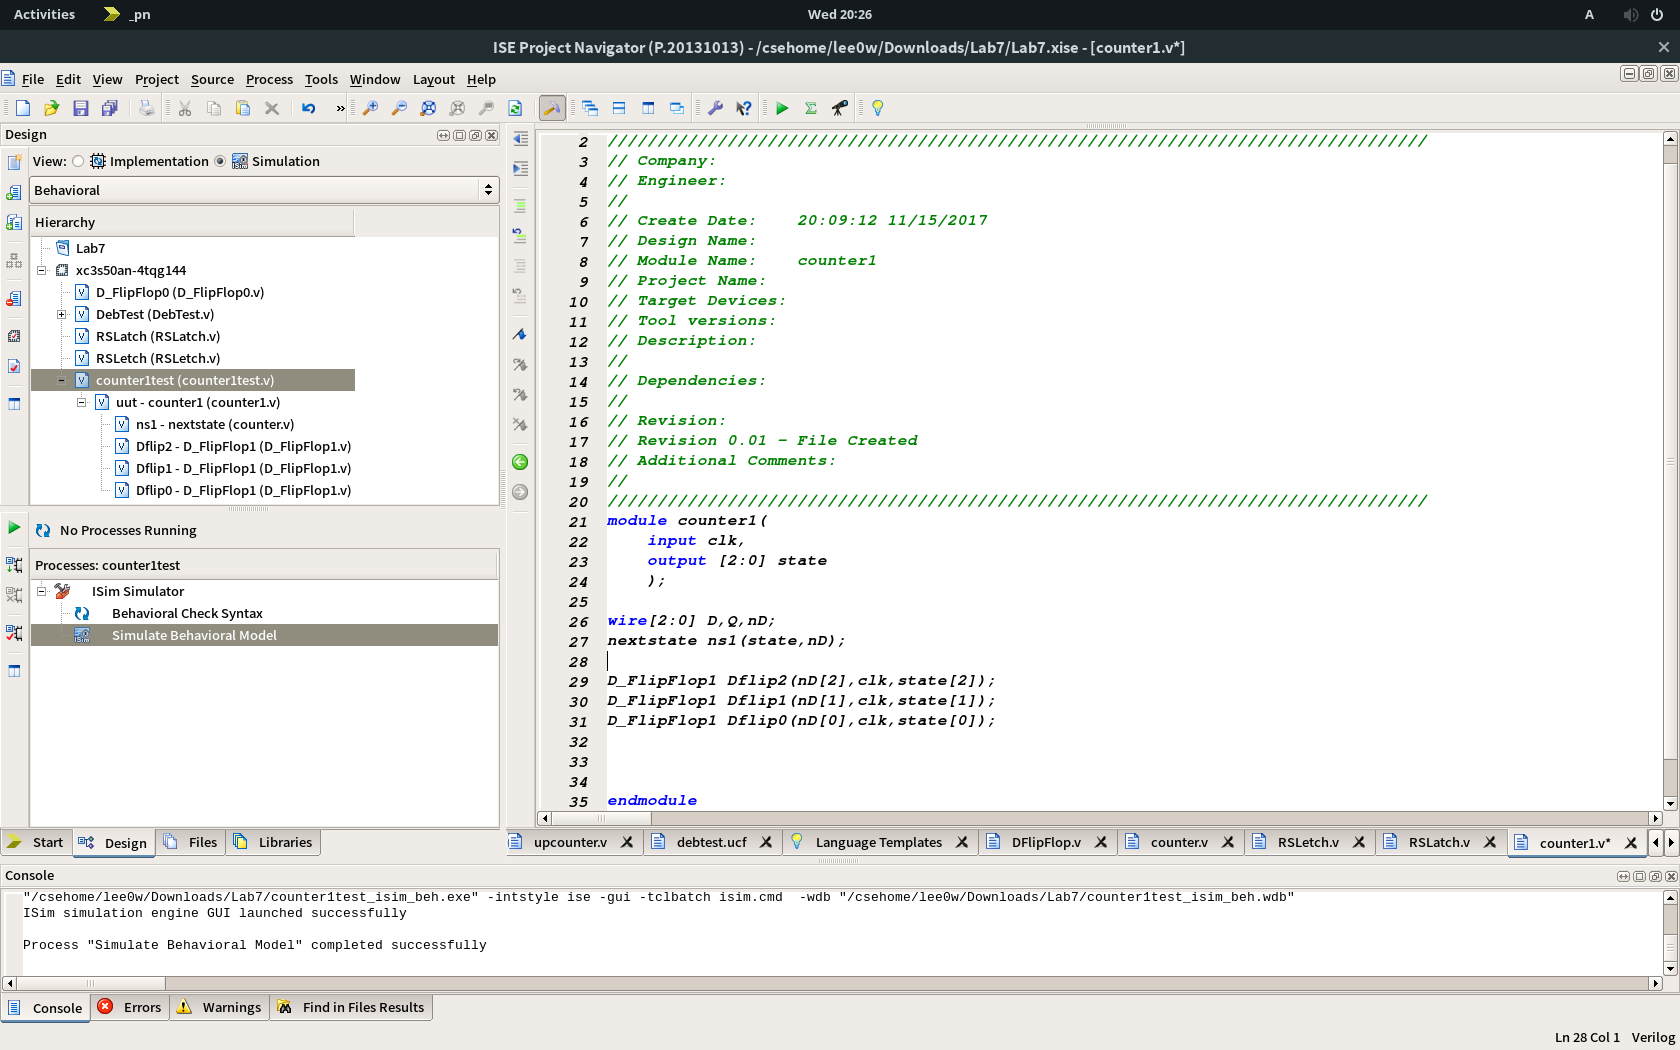 Activities _pn Wed 20:26 A
ISE Project Navigator (P.20131013) - /csehome/lee0w/Downloads/Lab7/Lab7.xise - [counter1.v*]
File Edit View Project Source Process Tools Window Layout Help
Design
View: Implementation Simulation
Behavioral
Hierarchy
Lab7
xc3s50an-4tqg144
D_FlipFlop0 (D_FlipFlop0.v)
DebTest (DebTest.v)
RSLatch (RSLatch.v)
RSLetch (RSLetch.v)
counter1test (counter1test.v)
uut - counter1 (counter1.v)
ns1 - nextstate (counter.v)
Dflip2 - D_FlipFlop1 (D_FlipFlop1.v)
Dflip1 - D_FlipFlop1 (D_FlipFlop1.v)
Dflip0 - D_FlipFlop1 (D_FlipFlop1.v)
No Processes Running
Processes: counter1test
ISim Simulator
Behavioral Check Syntax
Simulate Behavioral Model
Start Design Files Libraries
2 //////////////////////////////////////////////////////////////////////////////////
3 // Company:
4 // Engineer:
5 //
6 // Create Date:    20:09:12 11/15/2017
7 // Design Name:
8 // Module Name:    counter1
9 // Project Name:
10 // Target Devices:
11 // Tool versions:
12 // Description:
13 //
14 // Dependencies:
15 //
16 // Revision:
17 // Revision 0.01 - File Created
18 // Additional Comments:
19 //
20 //////////////////////////////////////////////////////////////////////////////////
21 module counter1(
22     input clk,
23     output [2:0] state
24     );
25
26 wire[2:0] D,Q,nD;
27 nextstate ns1(state,nD);
28
29 D_FlipFlop1 Dflip2(nD[2],clk,state[2]);
30 D_FlipFlop1 Dflip1(nD[1],clk,state[1]);
31 D_FlipFlop1 Dflip0(nD[0],clk,state[0]);
32
33
34
35 endmodule
upcounter.v debtest.ucf Language Templates DFlipFlop.v counter.v RSLetch.v RSLatch.v counter1.v*
Console
"/csehome/lee0w/Downloads/Lab7/counter1test_isim_beh.exe" -intstyle ise -gui -tclbatch isim.cmd  -wdb "/csehome/lee0w/Downloads/Lab7/counter1test_isim_beh.wdb"
ISim simulation engine GUI launched successfully
Process "Simulate Behavioral Model" completed successfully
Console Errors Warnings Find in Files Results
Ln 28 Col 1 Verilog